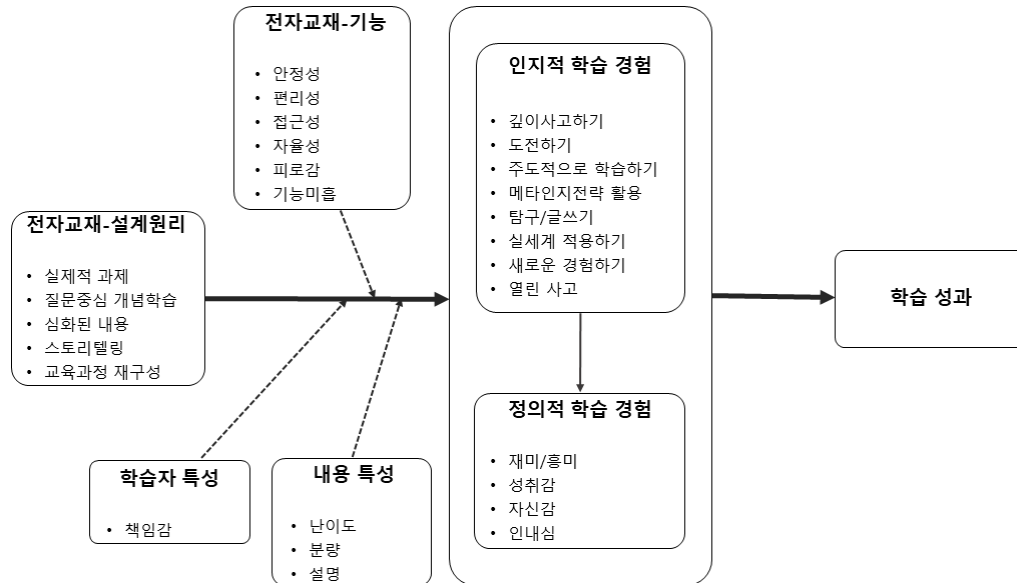 전자교재-기능
• 안정성
• 편리성
• 접근성
• 자율성
• 피로감
• 기능미흡
전자교재-설계원리
• 실제적 과제
• 질문중심 개념학습
• 심화된 내용
• 스토리텔링
• 교육과정 재구성
학습자 특성
• 책임감
내용 특성
• 난이도
• 분량
• 설명
인지적 학습 경험
• 깊이사고하기
• 도전하기
• 주도적으로 학습하기
• 메타인지전략 활용
• 탐구/글쓰기
• 실세계 적용하기
• 새로운 경험하기
• 열린 사고
정의적 학습 경험
• 재미/흥미
• 성취감
• 자신감
• 인내심
학습 성과